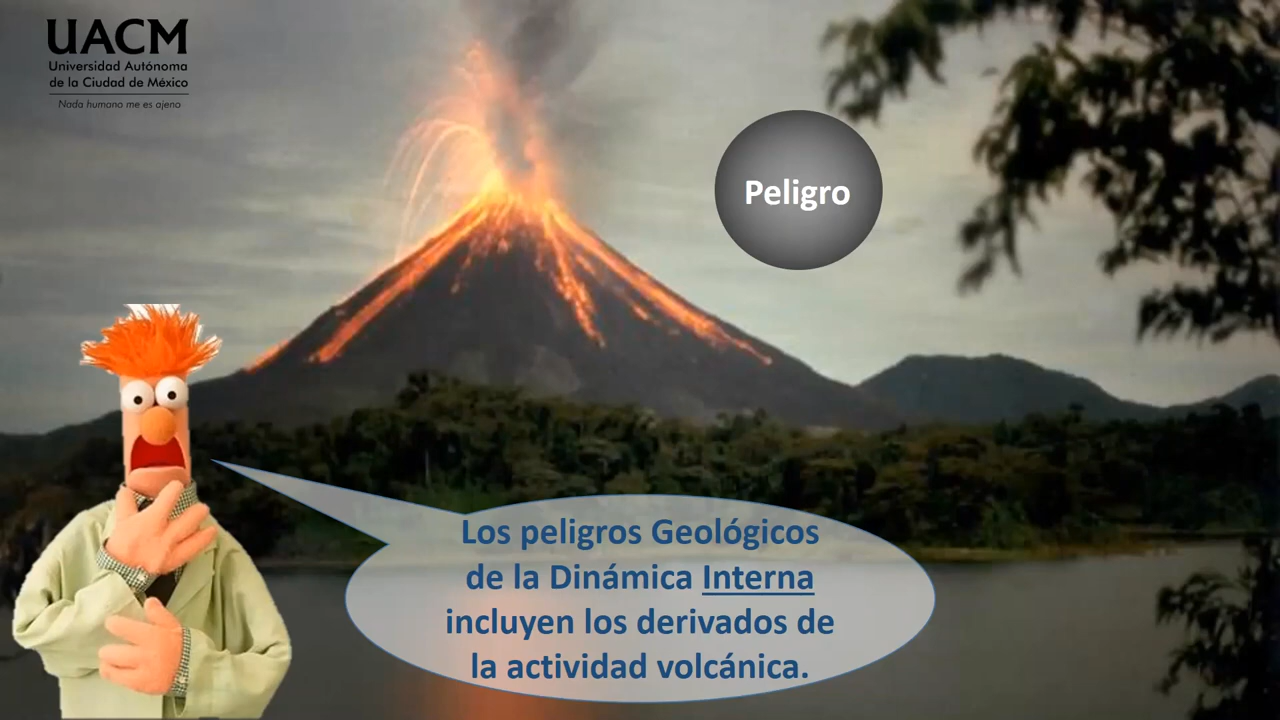 UACM
Universidad Autónoma
de la Ciudad de México
Nada humano me es ajeno
Peligro
Los peligros Geológicos
de la Dinámica Interna
incluyen los derivados de
la actividad volcánica.